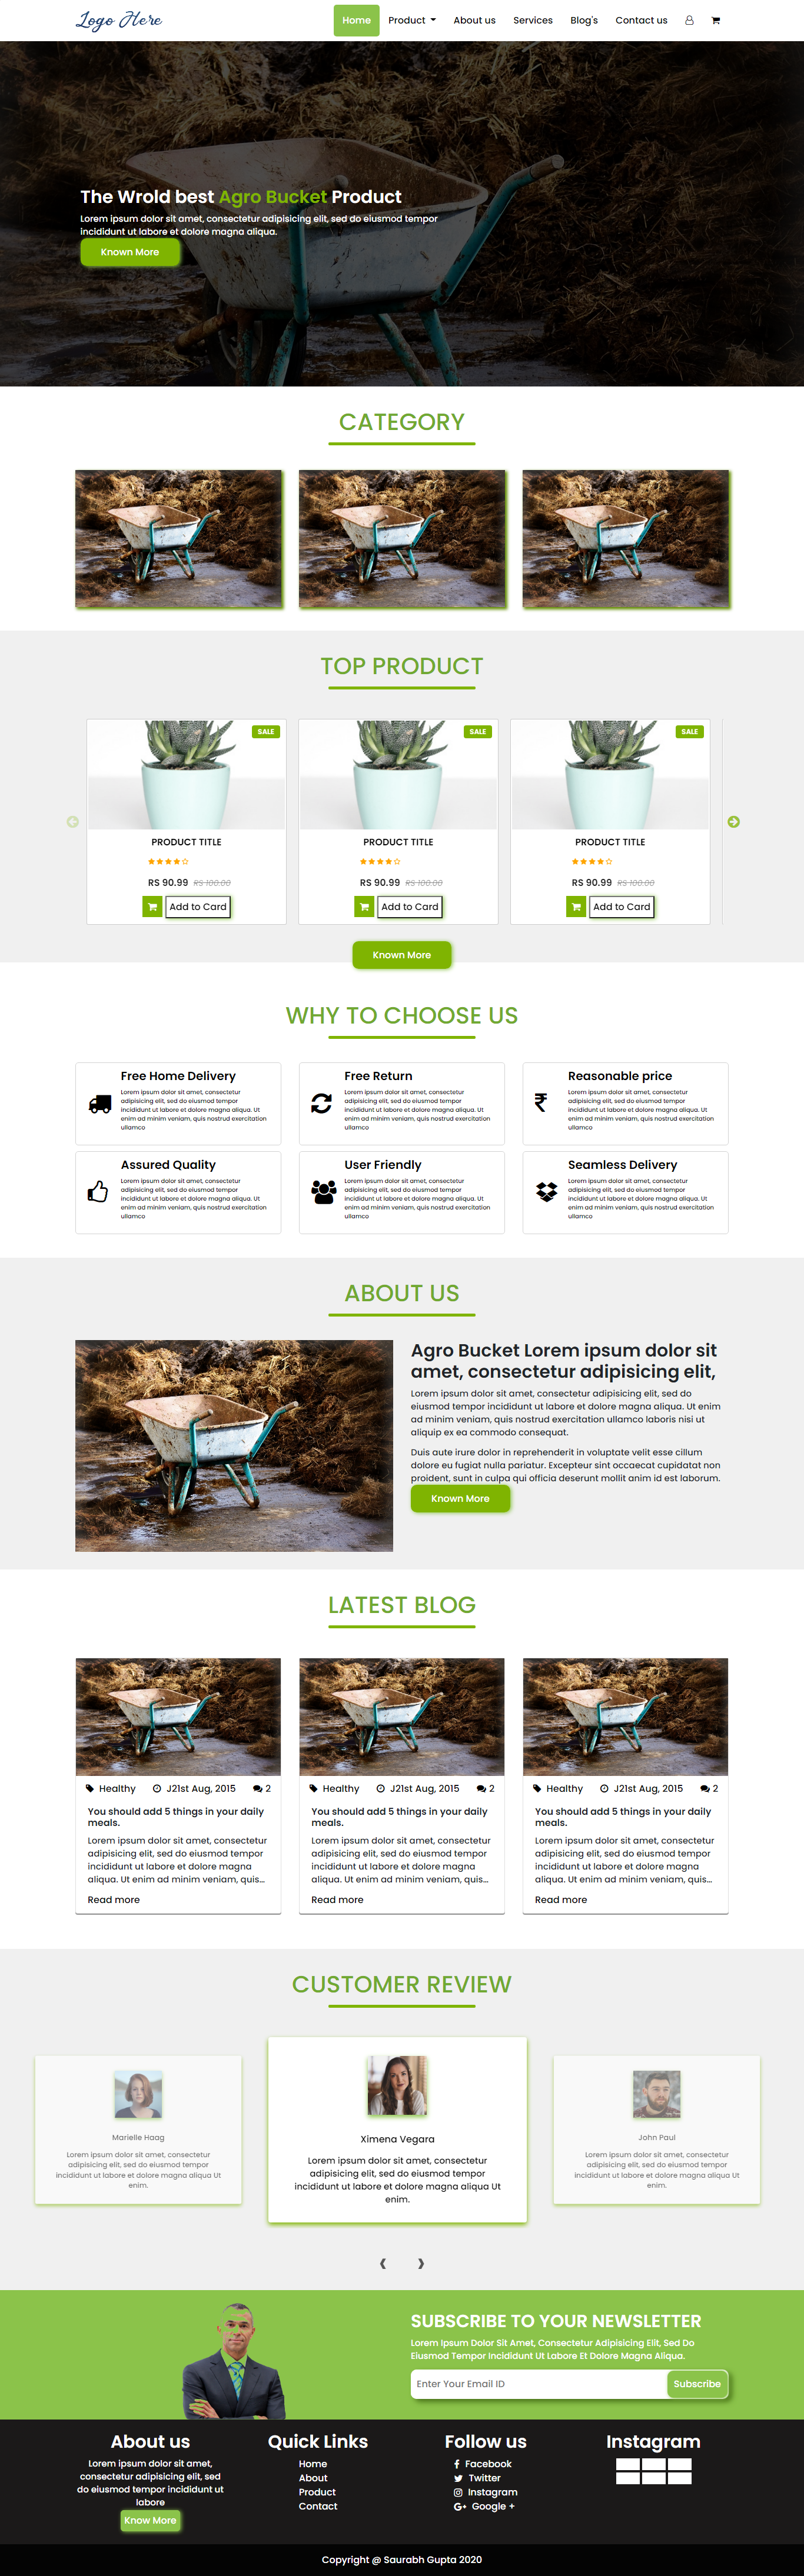 Logo Here
Home Product About us Services Blog's Contact us
The Wrold best Agro Bucket Product
Lorem ipsum dolor sit amet, consectetur adipisicing elit, sed do eiusmod tempor
incididunt ut labore et dolore magna aliqua.
Known More
CATEGORY
TOP PRODUCT
SALE SALE SALE
PRODUCT TITLE PRODUCT TITLE PRODUCT TITLE
RS 90.99 RS 100.00 RS 90.99 RS 100.00 RS 90.99 RS 100.00
Add to Card Add to Card Add to Card
Known More
WHY TO CHOOSE US
Free Home Delivery
Lorem ipsum dolor sit amet, consectetur
adipisicing elit, sed do eiusmod tempor
incididunt ut labore et dolore magna aliqua. Ut
enim ad minim veniam, quis nostrud exercitation
ullamco
Free Return
Lorem ipsum dolor sit amet, consectetur
adipisicing elit, sed do eiusmod tempor
incididunt ut labore et dolore magna aliqua. Ut
enim ad minim veniam, quis nostrud exercitation
ullamco
Reasonable price
Lorem ipsum dolor sit amet, consectetur
adipisicing elit, sed do eiusmod tempor
incididunt ut labore et dolore magna aliqua. Ut
enim ad minim veniam, quis nostrud exercitation
ullamco
Assured Quality
Lorem ipsum dolor sit amet, consectetur
adipisicing elit, sed do eiusmod tempor
incididunt ut labore et dolore magna aliqua. Ut
enim ad minim veniam, quis nostrud exercitation
ullamco
User Friendly
Lorem ipsum dolor sit amet, consectetur
adipisicing elit, sed do eiusmod tempor
incididunt ut labore et dolore magna aliqua. Ut
enim ad minim veniam, quis nostrud exercitation
ullamco
Seamless Delivery
Lorem ipsum dolor sit amet, consectetur
adipisicing elit, sed do eiusmod tempor
incididunt ut labore et dolore magna aliqua. Ut
enim ad minim veniam, quis nostrud exercitation
ullamco
ABOUT US
Agro Bucket Lorem ipsum dolor sit
amet, consectetur adipisicing elit,
Lorem ipsum dolor sit amet, consectetur adipisicing elit, sed do
eiusmod tempor incididunt ut labore et dolore magna aliqua. Ut enim
ad minim veniam, quis nostrud exercitation ullamco laboris nisi ut
aliquip ex ea commodo consequat.
Duis aute irure dolor in reprehenderit in voluptate velit esse cillum
dolore eu fugiat nulla pariatur. Excepteur sint occaecat cupidatat non
proident, sunt in culpa qui officia deserunt mollit anim id est laborum.
Known More
LATEST BLOG
Healthy J21st Aug, 2015 2
You should add 5 things in your daily
meals.
Lorem ipsum dolor sit amet, consectetur
adipisicing elit, sed do eiusmod tempor
incididunt ut labore et dolore magna
aliqua. Ut enim ad minim veniam, quis...
Read more
Healthy J21st Aug, 2015 2
You should add 5 things in your daily
meals.
Lorem ipsum dolor sit amet, consectetur
adipisicing elit, sed do eiusmod tempor
incididunt ut labore et dolore magna
aliqua. Ut enim ad minim veniam, quis...
Read more
Healthy J21st Aug, 2015 2
You should add 5 things in your daily
meals.
Lorem ipsum dolor sit amet, consectetur
adipisicing elit, sed do eiusmod tempor
incididunt ut labore et dolore magna
aliqua. Ut enim ad minim veniam, quis...
Read more
CUSTOMER REVIEW
Marielle Haag
Lorem ipsum dolor sit amet, consectetur
adipisicing elit, sed do eiusmod tempor
incididunt ut labore et dolore magna aliqua Ut
enim.
Ximena Vegara
Lorem ipsum dolor sit amet, consectetur
adipisicing elit, sed do eiusmod tempor
incididunt ut labore et dolore magna aliqua Ut
enim.
John Paul
Lorem ipsum dolor sit amet, consectetur
adipisicing elit, sed do eiusmod tempor
incididunt ut labore et dolore magna aliqua Ut
enim.
SUBSCRIBE TO YOUR NEWSLETTER
Lorem Ipsum Dolor Sit Amet, Consectetur Adipisicing Elit, Sed Do
Eiusmod Tempor Incididunt Ut Labore Et Dolore Magna Aliqua.
Enter Your Email ID Subscribe
About us
Lorem ipsum dolor sit amet,
consectetur adipisicing elit, sed
do eiusmod tempor incididunt ut
labore
Know More
Quick Links
Home
About
Product
Contact
Follow us
Facebook
Twitter
Instagram
Google +
Instagram
Copyright @ Saurabh Gupta 2020